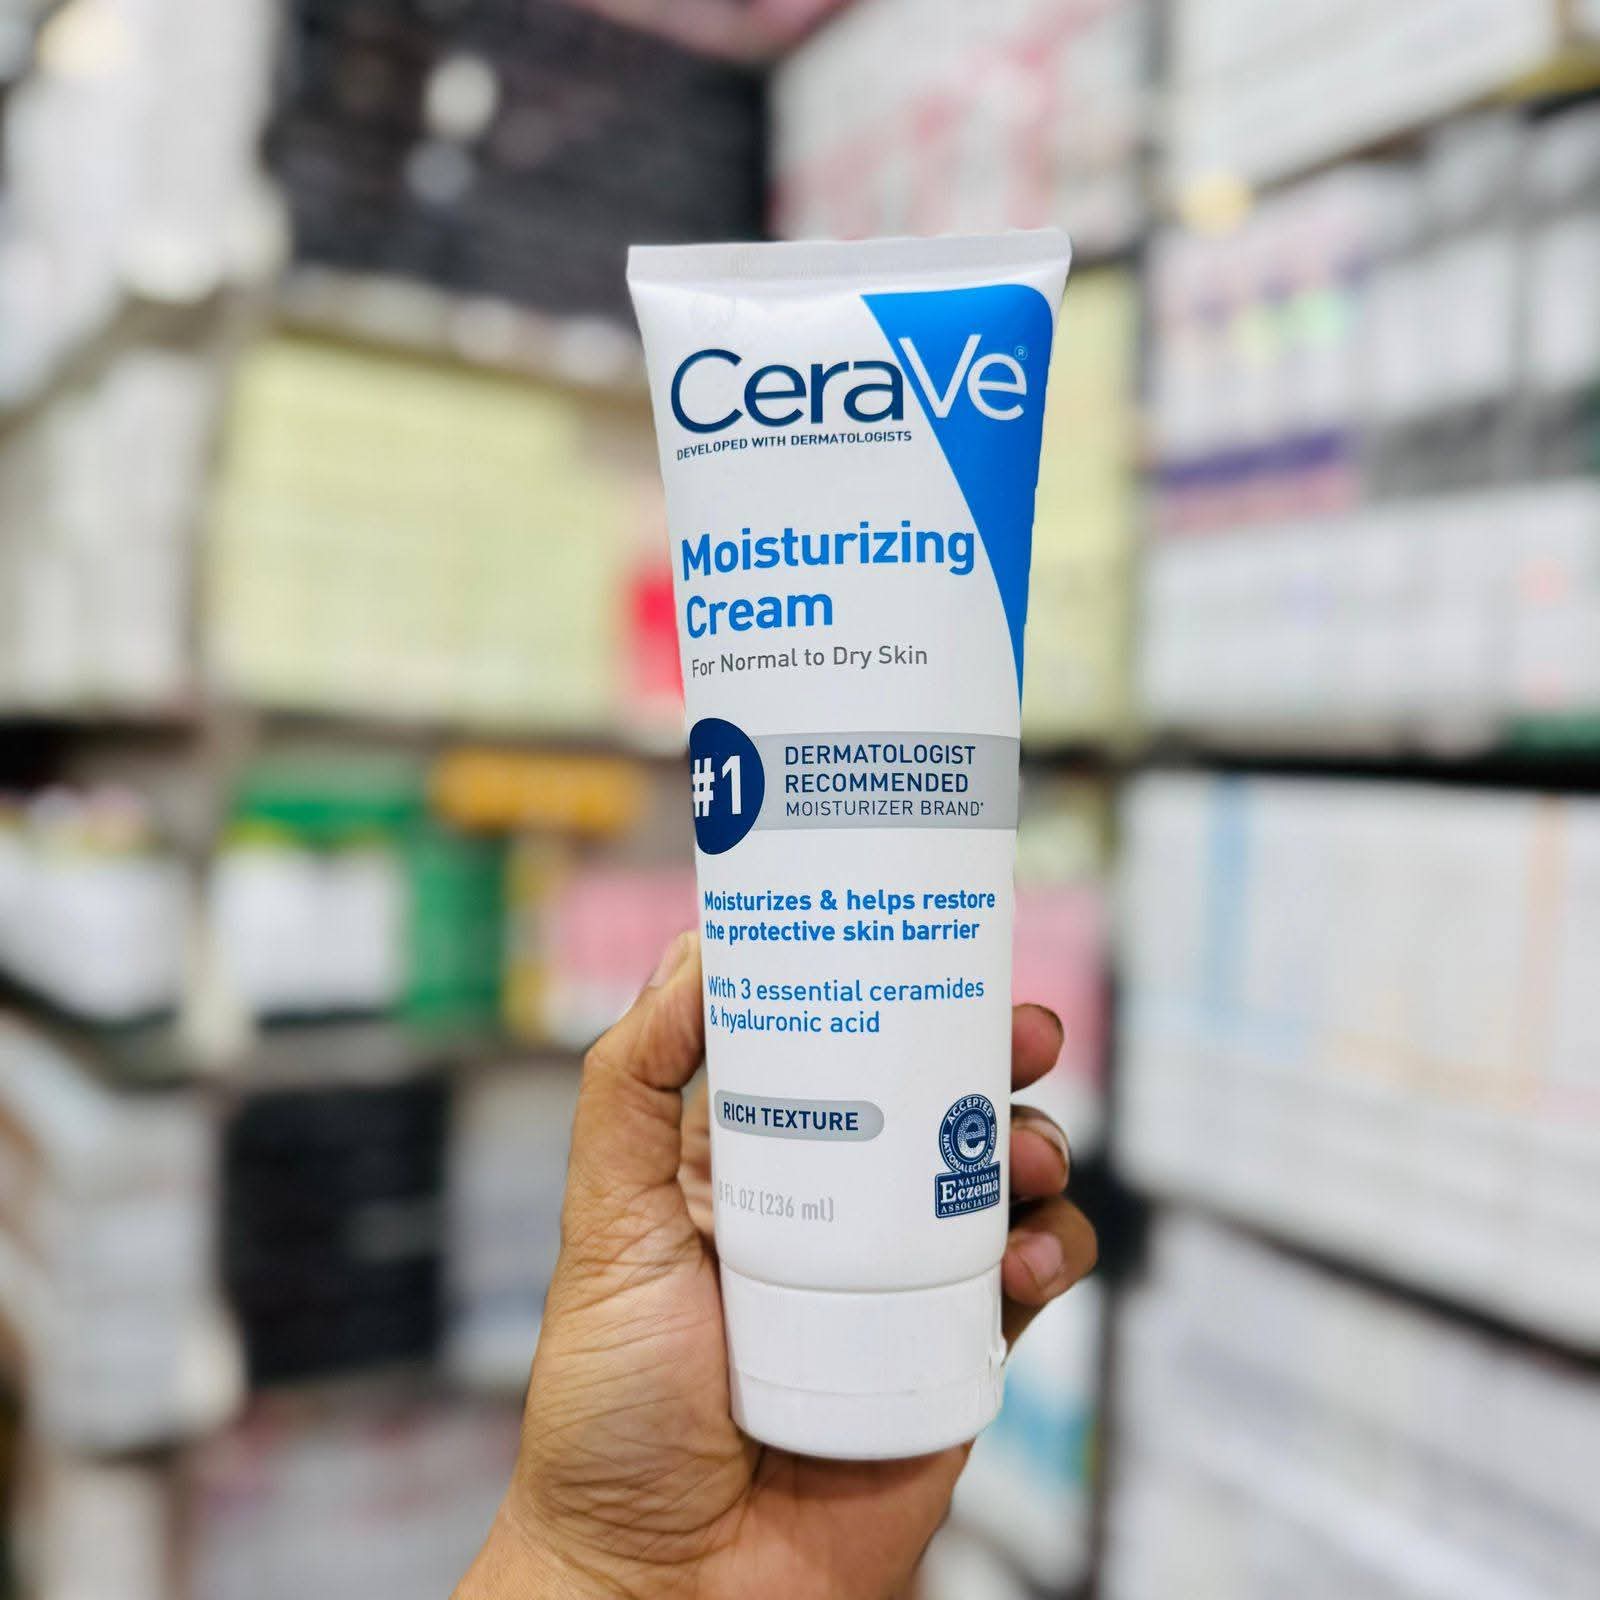 CeraVe®
DEVELOPED WITH DERMATOLOGISTS
Moisturizing
Cream
For Normal to Dry Skin
#1
DERMATOLOGIST
RECOMMENDED
MOISTURIZER BRAND*
Moisturizes & helps restore
the protective skin barrier
With 3 essential ceramides
& hyaluronic acid
RICH TEXTURE
8 FL OZ (236 ml)
ACCEPTED
e
NATIONAL
Eczema
ASSOCIATION